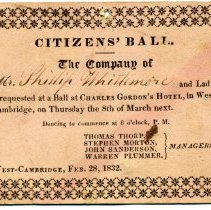 CITIZENS' BALL.
The Company of
Mr. Phillip Whittemore and Lad
requested at a Ball at CHARLES GORDON'S HOTEL, in Wes
ambridge, on Thursday the 8th of March next.
Dancing to commence at 6 o'clock, P. M.
THOMAS THORP,
STEPHEN MORTON,
JOHN SANDERSON,
WARREN PLUMMER,
MANAGERS
WEST-CAMBRIDGE, FEB. 28, 1832.